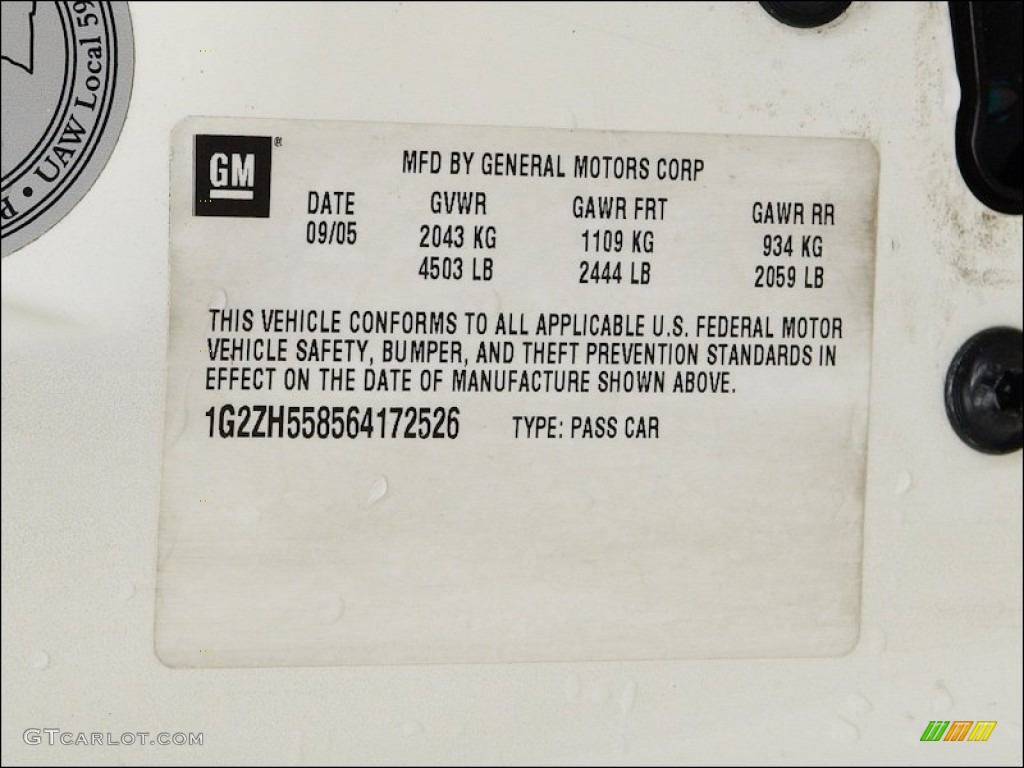 UAW Local 59
GM
®
MFD BY GENERAL MOTORS CORP
DATE GVWR GAWR FRT GAWR RR
09/05 2043 KG 1109 KG 934 KG
4503 LB 2444 LB 2059 LB
THIS VEHICLE CONFORMS TO ALL APPLICABLE U.S. FEDERAL MOTOR
VEHICLE SAFETY, BUMPER, AND THEFT PREVENTION STANDARDS IN
EFFECT ON THE DATE OF MANUFACTURE SHOWN ABOVE.
1G2ZH558564172526 TYPE: PASS CAR
GTCARLOT.COM